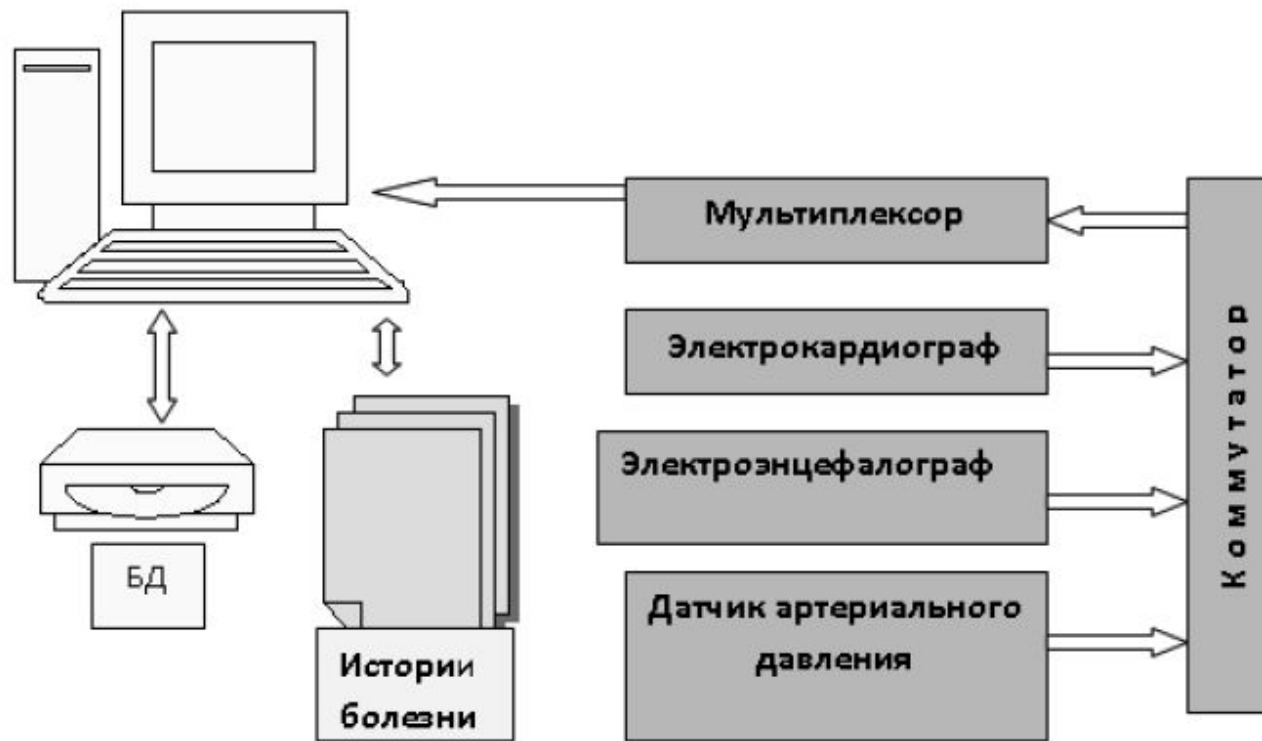 Мультиплексор
Электрокардиограф
Электроэнцефалограф
Датчик артериального
давления
Коммутатор
БД
Истории
болезни